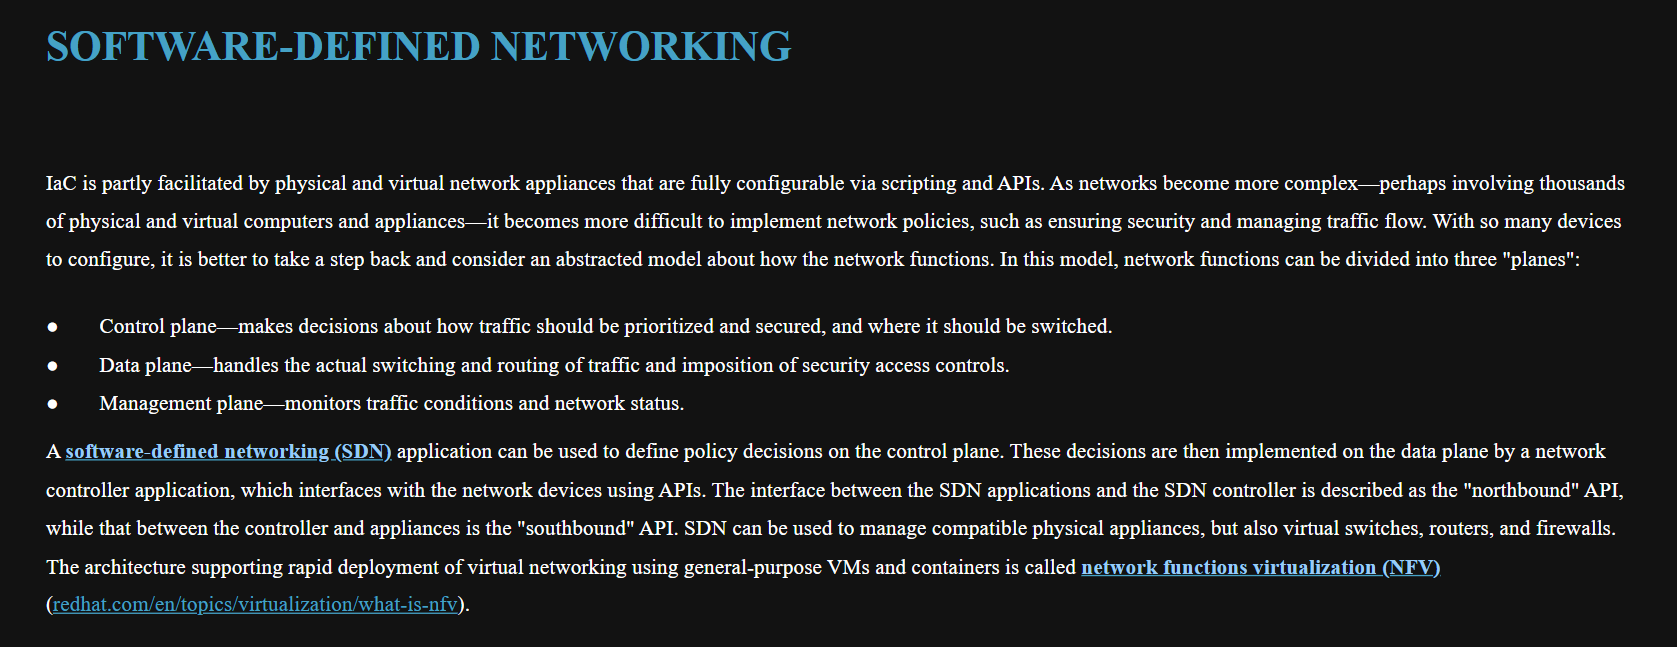 SOFTWARE-DEFINED NETWORKING
IaC is partly facilitated by physical and virtual network appliances that are fully configurable via scripting and APIs. As networks become more complex—perhaps involving thousands
of physical and virtual computers and appliances—it becomes more difficult to implement network policies, such as ensuring security and managing traffic flow. With so many devices
to configure, it is better to take a step back and consider an abstracted model about how the network functions. In this model, network functions can be divided into three "planes":
● Control plane—makes decisions about how traffic should be prioritized and secured, and where it should be switched.
● Data plane—handles the actual switching and routing of traffic and imposition of security access controls.
● Management plane—monitors traffic conditions and network status.
A software-defined networking (SDN) application can be used to define policy decisions on the control plane. These decisions are then implemented on the data plane by a network
controller application, which interfaces with the network devices using APIs. The interface between the SDN applications and the SDN controller is described as the "northbound" API,
while that between the controller and appliances is the "southbound" API. SDN can be used to manage compatible physical appliances, but also virtual switches, routers, and firewalls.
The architecture supporting rapid deployment of virtual networking using general-purpose VMs and containers is called network functions virtualization (NFV)
(redhat.com/en/topics/virtualization/what-is-nfv).